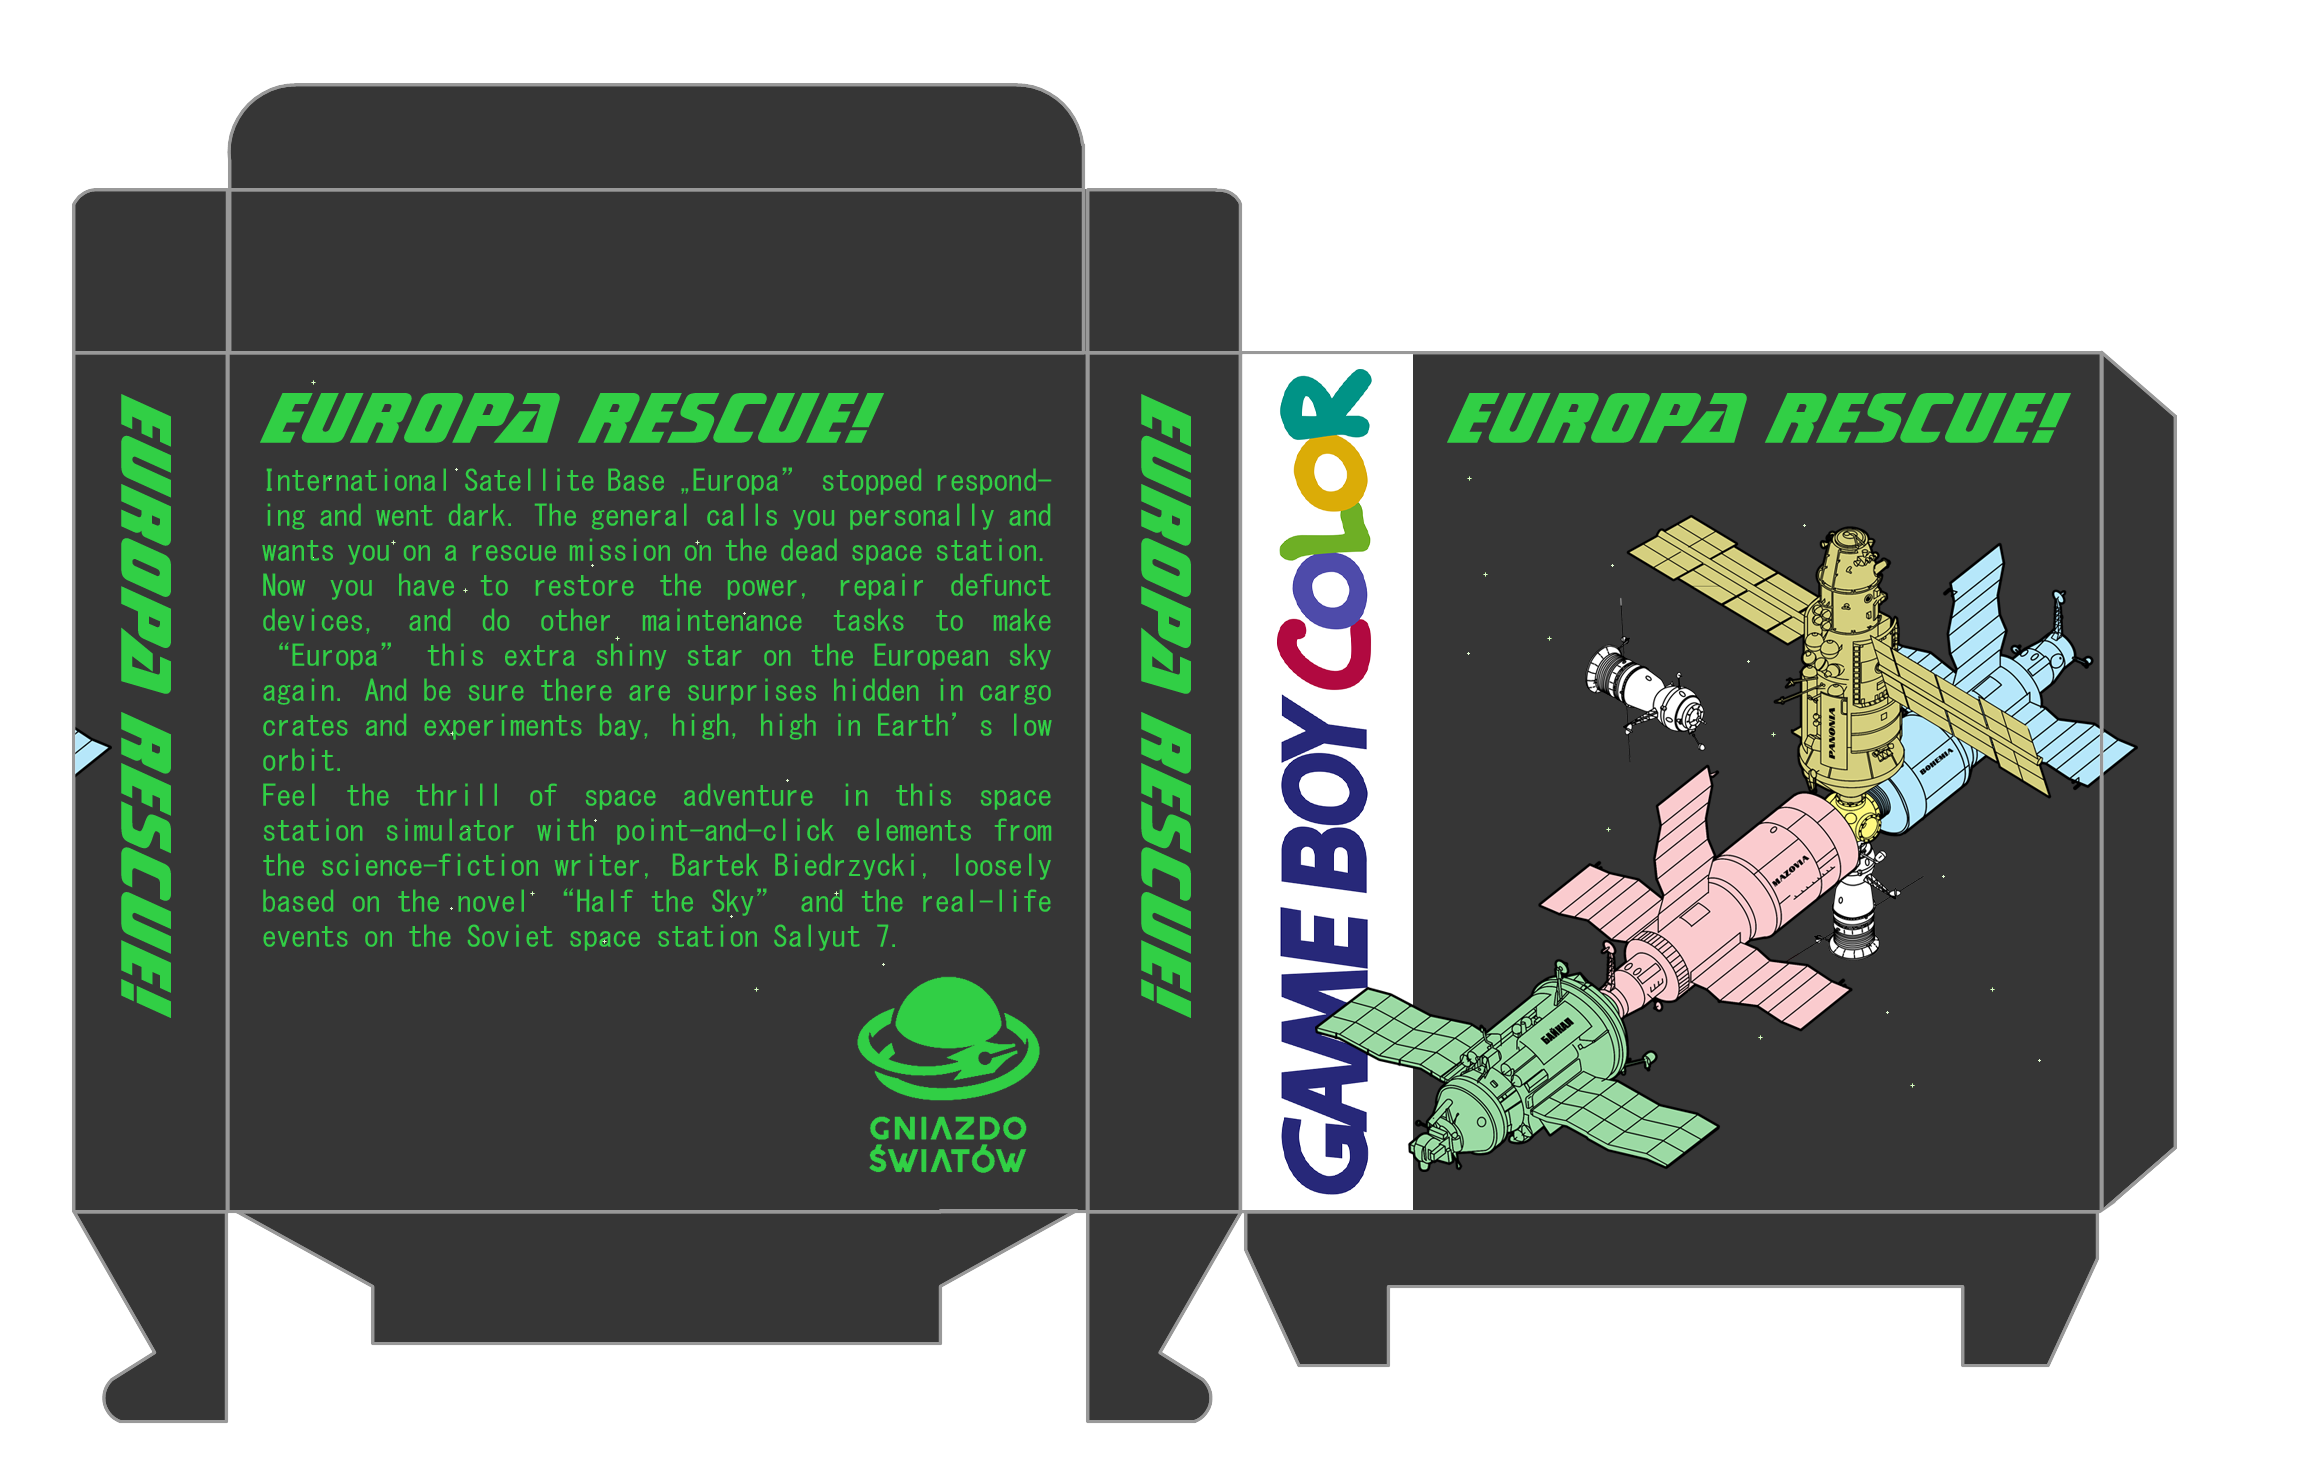 EUROPA RESCUE!
EUROPA RESCUE!
International Satellite Base „Europa” stopped respond-
ing and went dark. The general calls you personally and
wants you on a rescue mission on the dead space station.
Now you have to restore the power, repair defunct
devices, and do other maintenance tasks to make
“Europa” this extra shiny star on the European sky
again. And be sure there are surprises hidden in cargo
crates and experiments bay, high, high in Earth’s low
orbit.
Feel the thrill of space adventure in this space
station simulator with point-and-click elements from
the science-fiction writer, Bartek Biedrzycki, loosely
based on the novel “Half the Sky” and the real-life
events on the Soviet space station Salyut 7.
GNIAZDO
ŚWIATÓW
EUROPA RESCUE!
GAME BOY COLOR
EUROPA RESCUE!
PANONIA
BOHEMIA
MAZOVIA